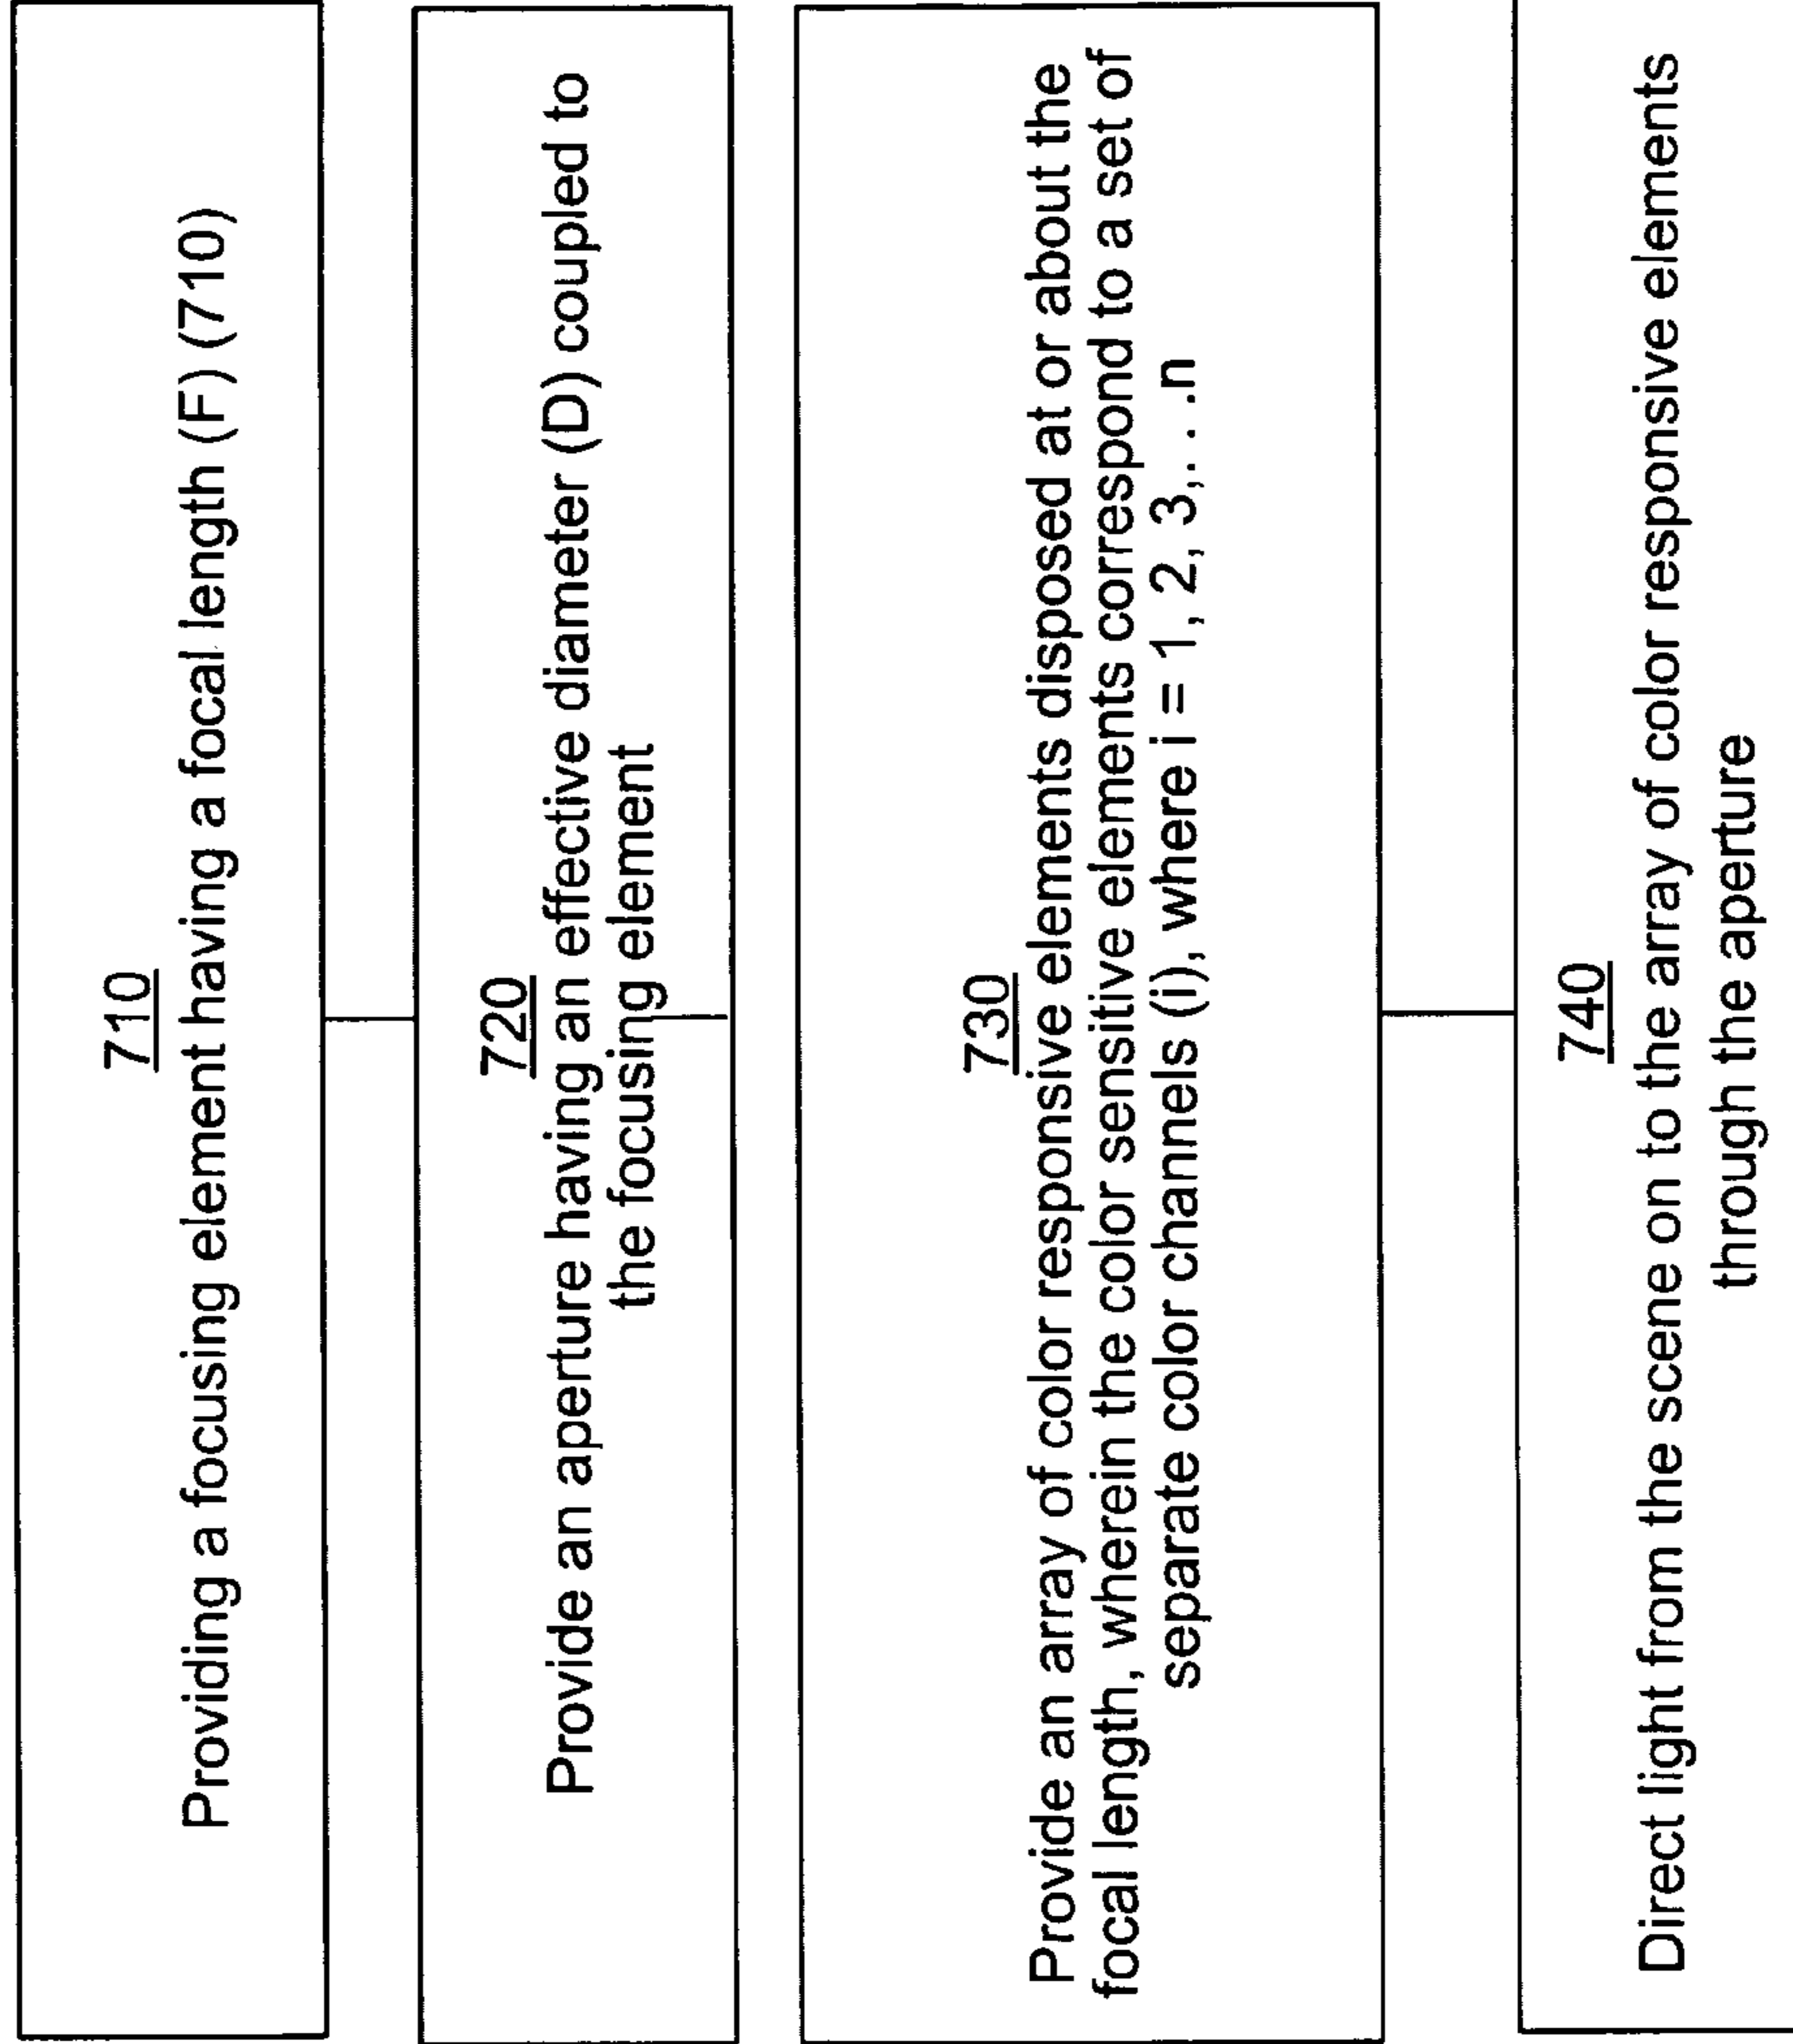 710
Providing a focusing element having a focal length (F) (710)
720
Provide an aperture having an effective diameter (D) coupled to
the focusing element
730
Provide an array of color responsive elements disposed at or about the
focal length, wherein the color sensitive elements correspond to a set of
separate color channels (i), where i = 1, 2, 3,. . .n
740
Direct light from the scene on to the array of color responsive elements
through the aperture